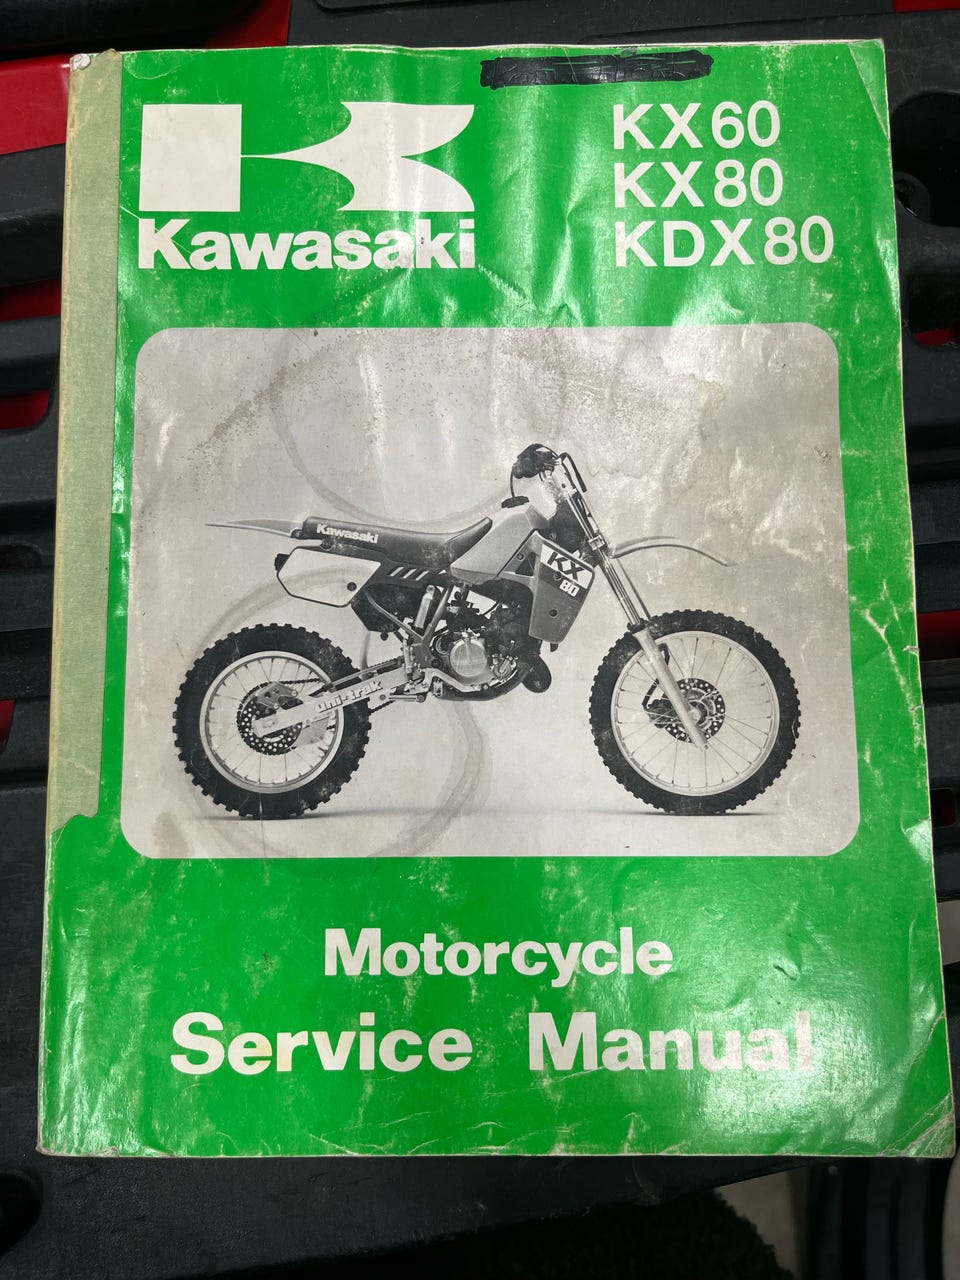 KX60
KX80
KDX80
Kawasaki
Kawasaki
KX
80
uni-trak
Motorcycle
Service Manual